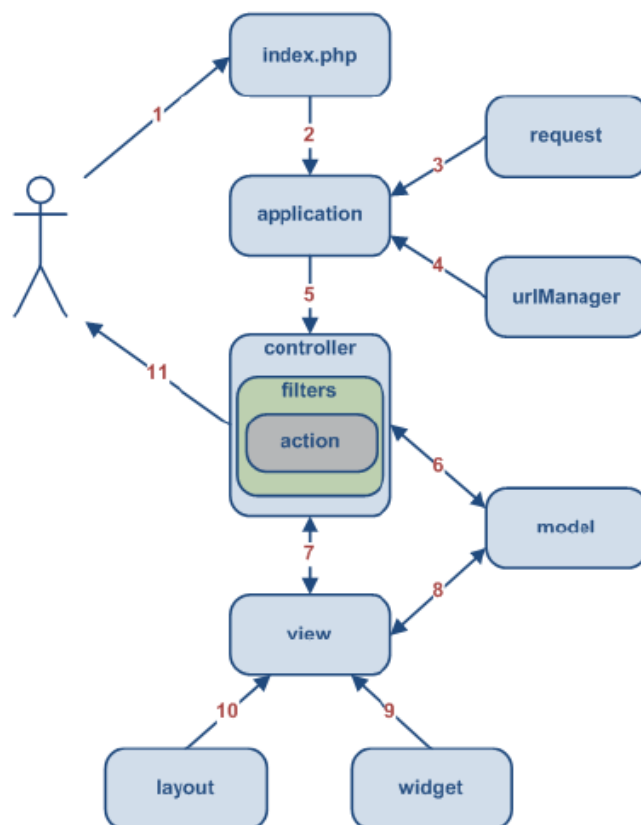 index.php
1
2
3
request
application
4
urlManager
5
controller
filters
action
11
6
model
7
8
view
10
9
layout
widget